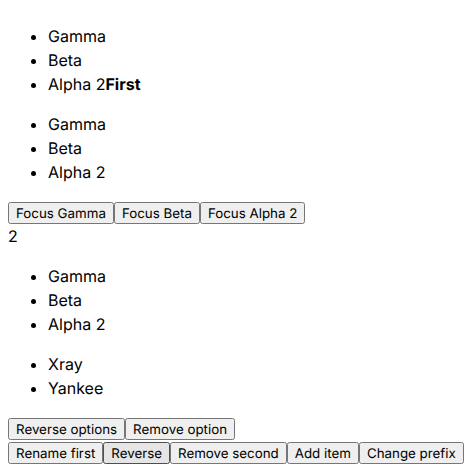 Gamma
Beta
Alpha 2First
Gamma
Beta
Alpha 2
Focus Gamma Focus Beta Focus Alpha 2
2
Gamma
Beta
Alpha 2
Xray
Yankee
Reverse options Remove option
Rename first Reverse Remove second Add item Change prefix